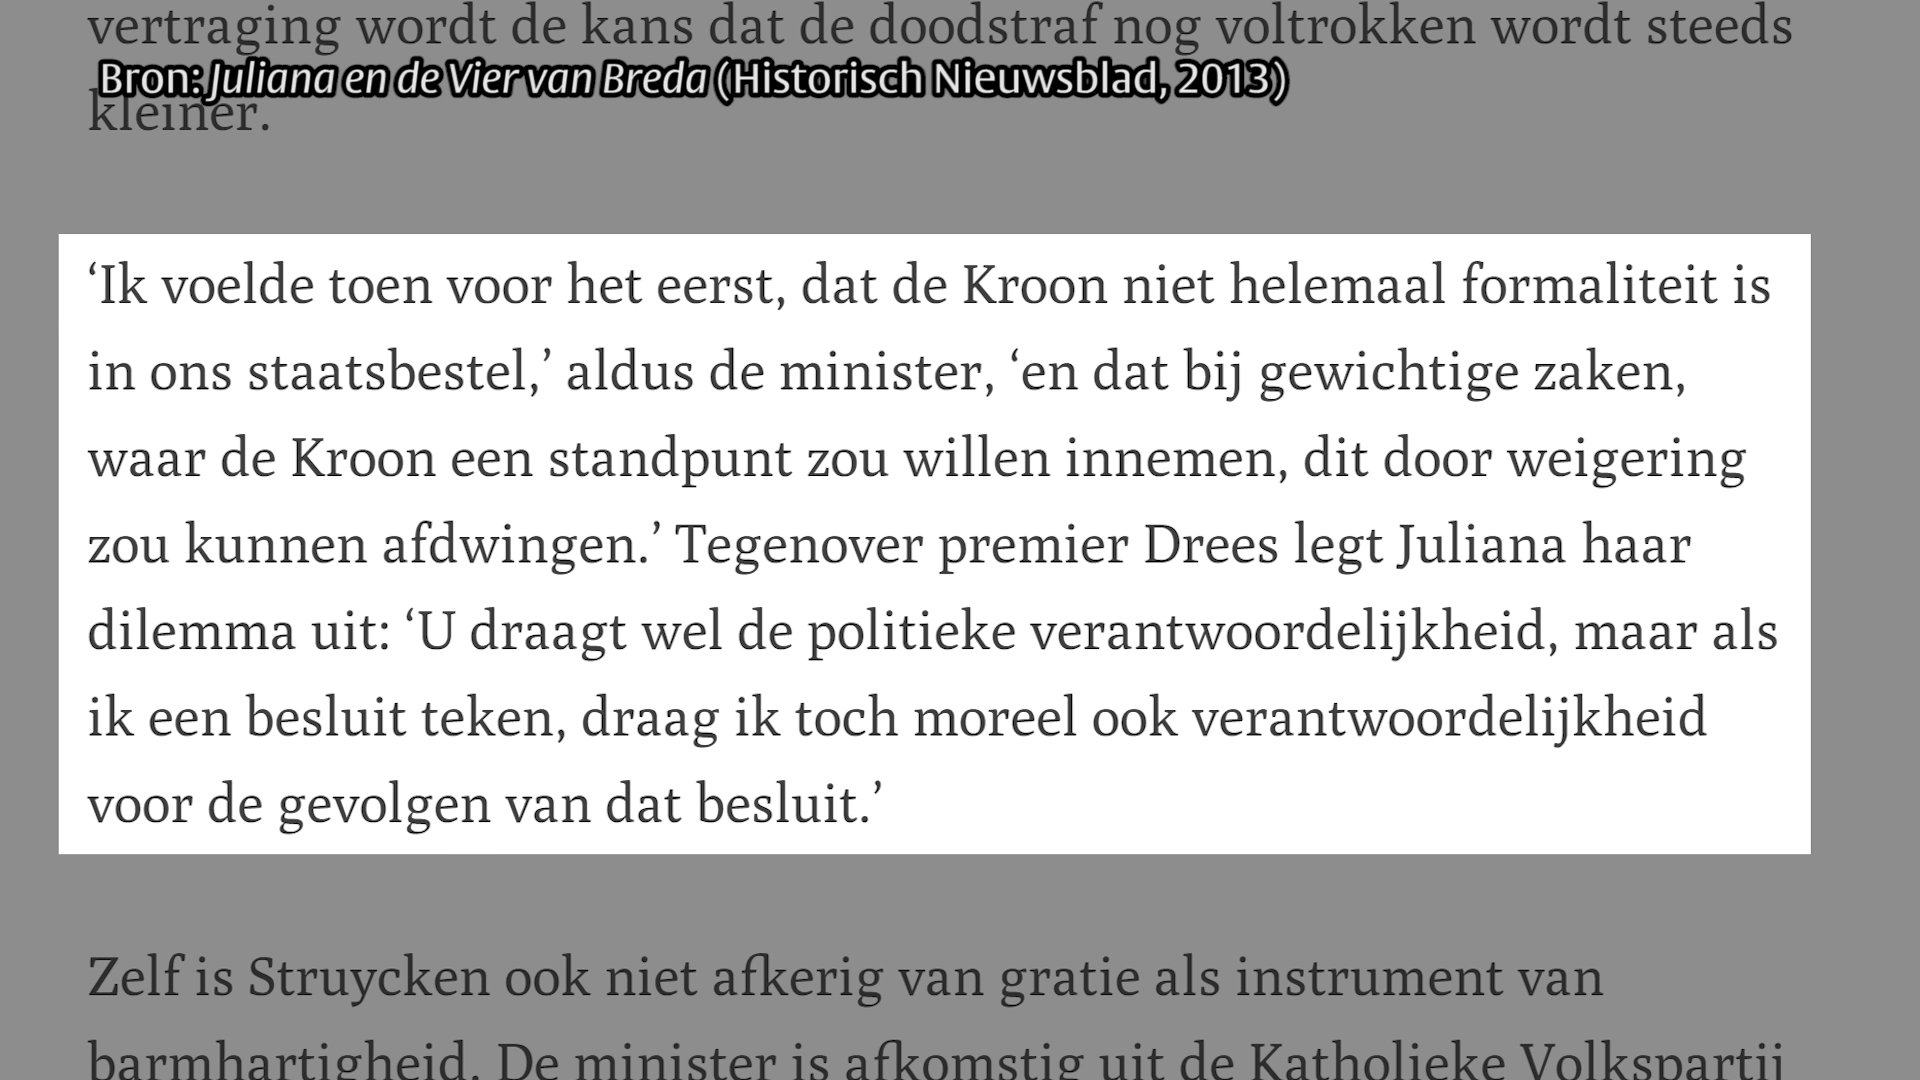 vertraging wordt de kans dat de doodstraf nog voltrokken wordt steeds
Bron: Juliana en de Vier van Breda (Historisch Nieuwsblad, 2013)
kleiner.
‘Ik voelde toen voor het eerst, dat de Kroon niet helemaal formaliteit is
in ons staatsbestel,’ aldus de minister, ‘en dat bij gewichtige zaken,
waar de Kroon een standpunt zou willen innemen, dit door weigering
zou kunnen afdwingen.’ Tegenover premier Drees legt Juliana haar
dilemma uit: ‘U draagt wel de politieke verantwoordelijkheid, maar als
ik een besluit teken, draag ik toch moreel ook verantwoordelijkheid
voor de gevolgen van dat besluit.’
Zelf is Struycken ook niet afkerig van gratie als instrument van
barmhartigheid. De minister is afkomstig uit de Katholieke Volkspartij